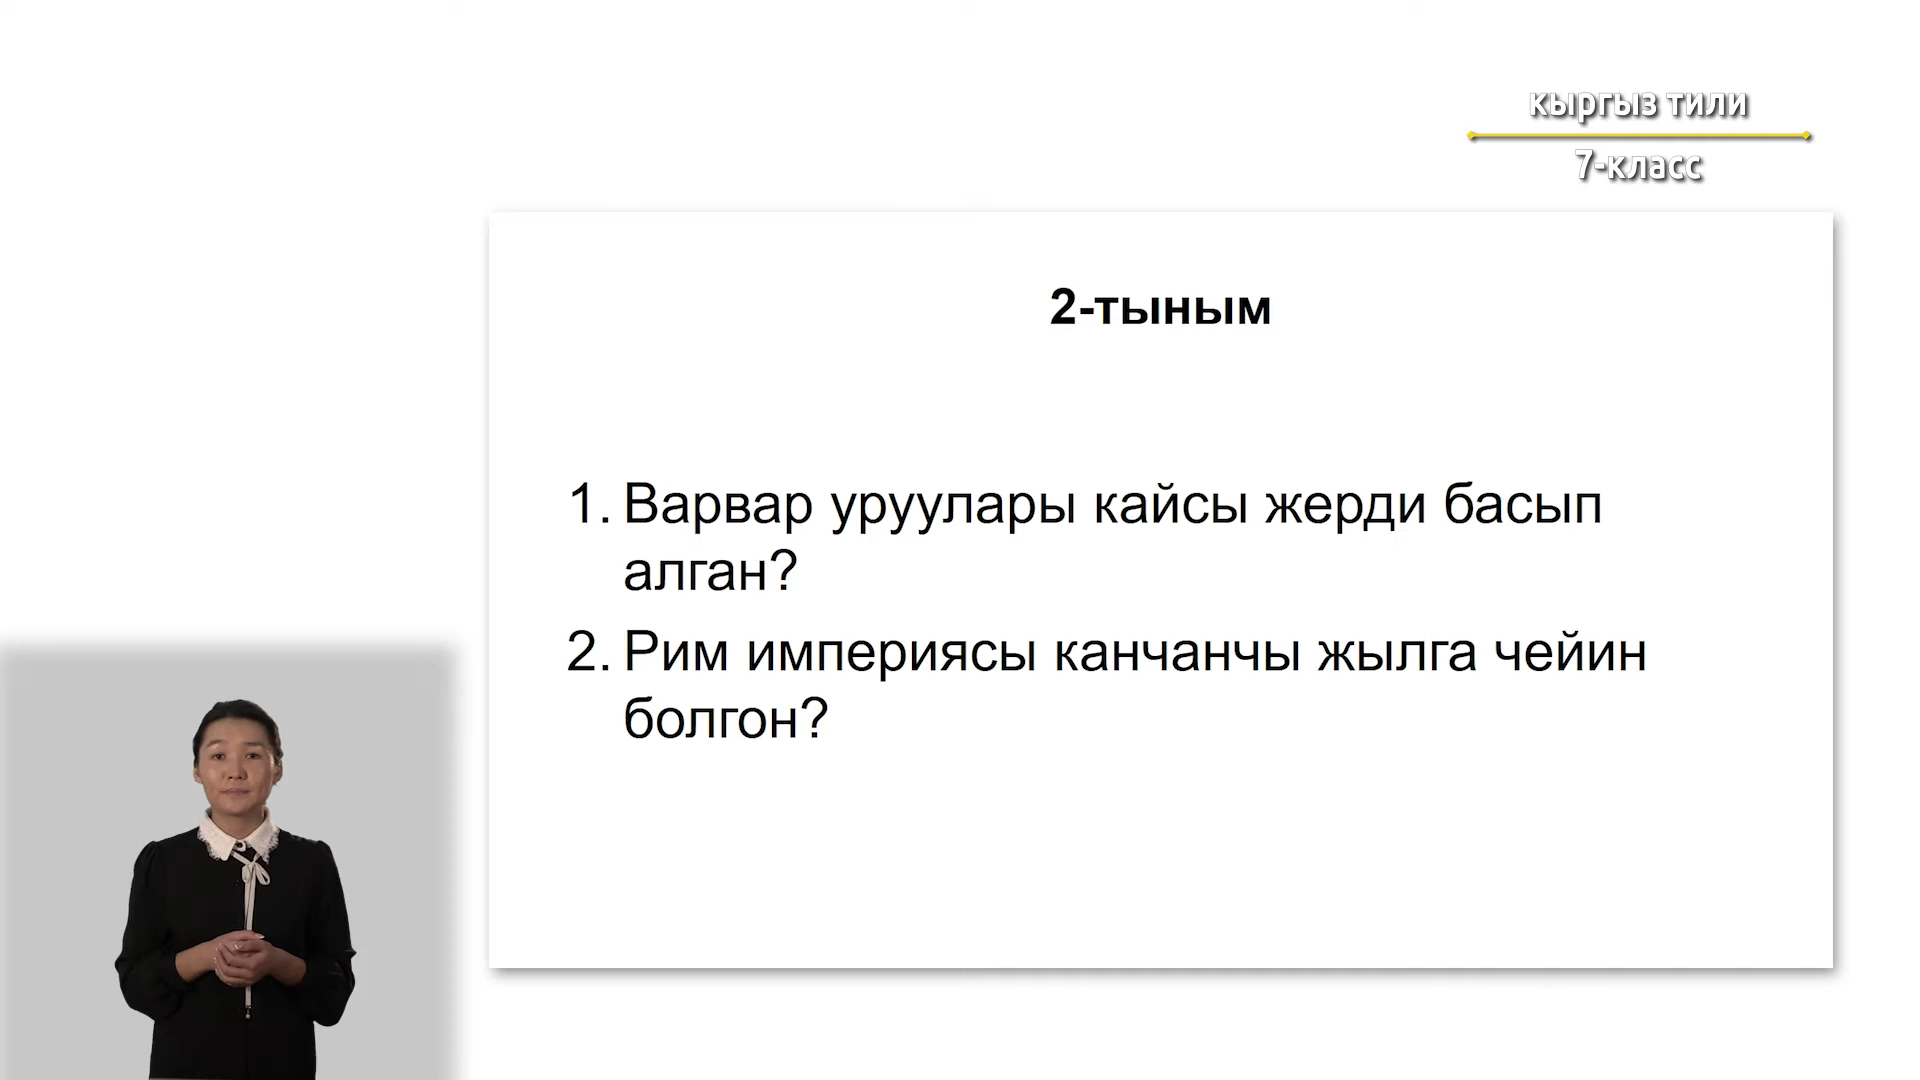 кыргыз тили
7-класс
2-тыным
1. Варвар уруулары кайсы жерди басып
алган?
2. Рим империясы канчанчы жылга чейин
болгон?